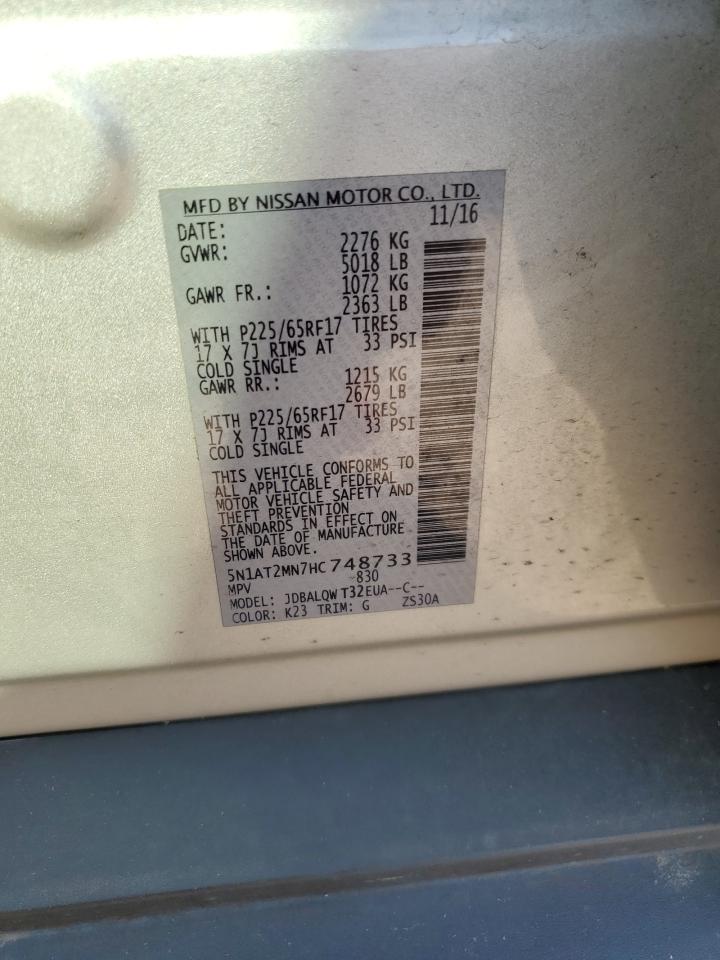 MFD BY NISSAN MOTOR CO., LTD.
DATE: 11/16
GVWR: 2276 KG
5018 LB
GAWR FR.: 1072 KG
2363 LB
WITH P225/65RF17 TIRES
17 X 7J RIMS AT 33 PSI
COLD SINGLE
GAWR RR.: 1215 KG
2679 LB
WITH P225/65RF17 TIRES
17 X 7J RIMS AT 33 PSI
COLD SINGLE
THIS VEHICLE CONFORMS TO
ALL APPLICABLE FEDERAL
MOTOR VEHICLE SAFETY AND
THEFT PREVENTION
STANDARDS IN EFFECT ON
THE DATE OF MANUFACTURE
SHOWN ABOVE.
5N1AT2MN7HC748733
MPV -830
MODEL: JDBALQW T32EUA--C--
COLOR: K23 TRIM: G ZS30A